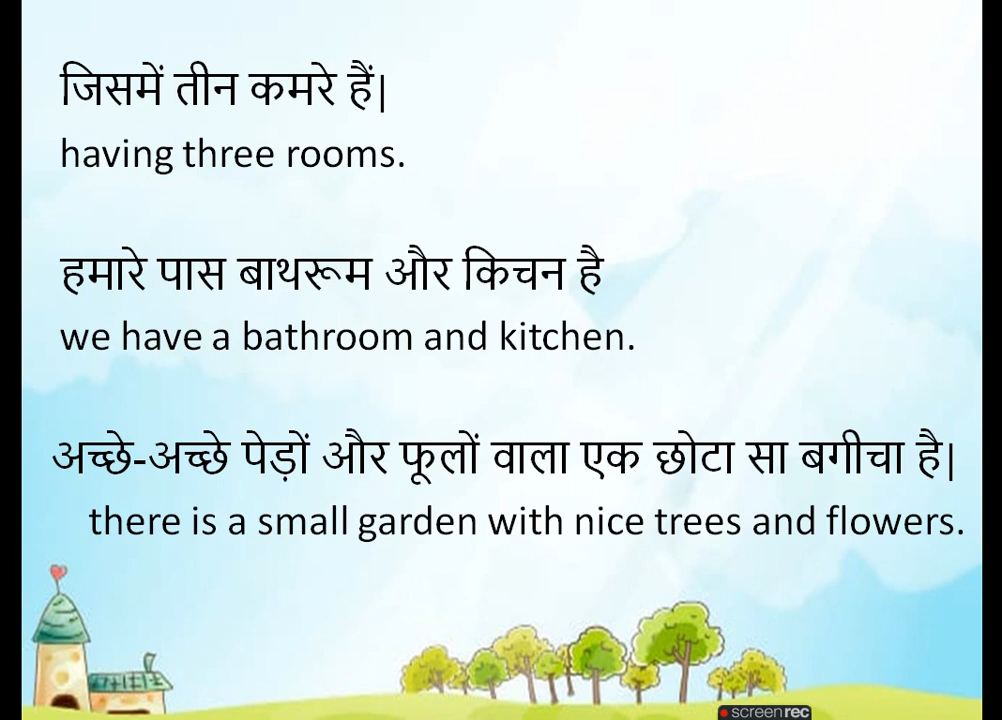 जिसमें तीन कमरे हैं|
having three rooms.
हमारे पास बाथरूम और किचन है
we have a bathroom and kitchen.
अच्छे-अच्छे पेड़ों और फूलों वाला एक छोटा सा बगीचा है|
there is a small garden with nice trees and flowers.
screenrec